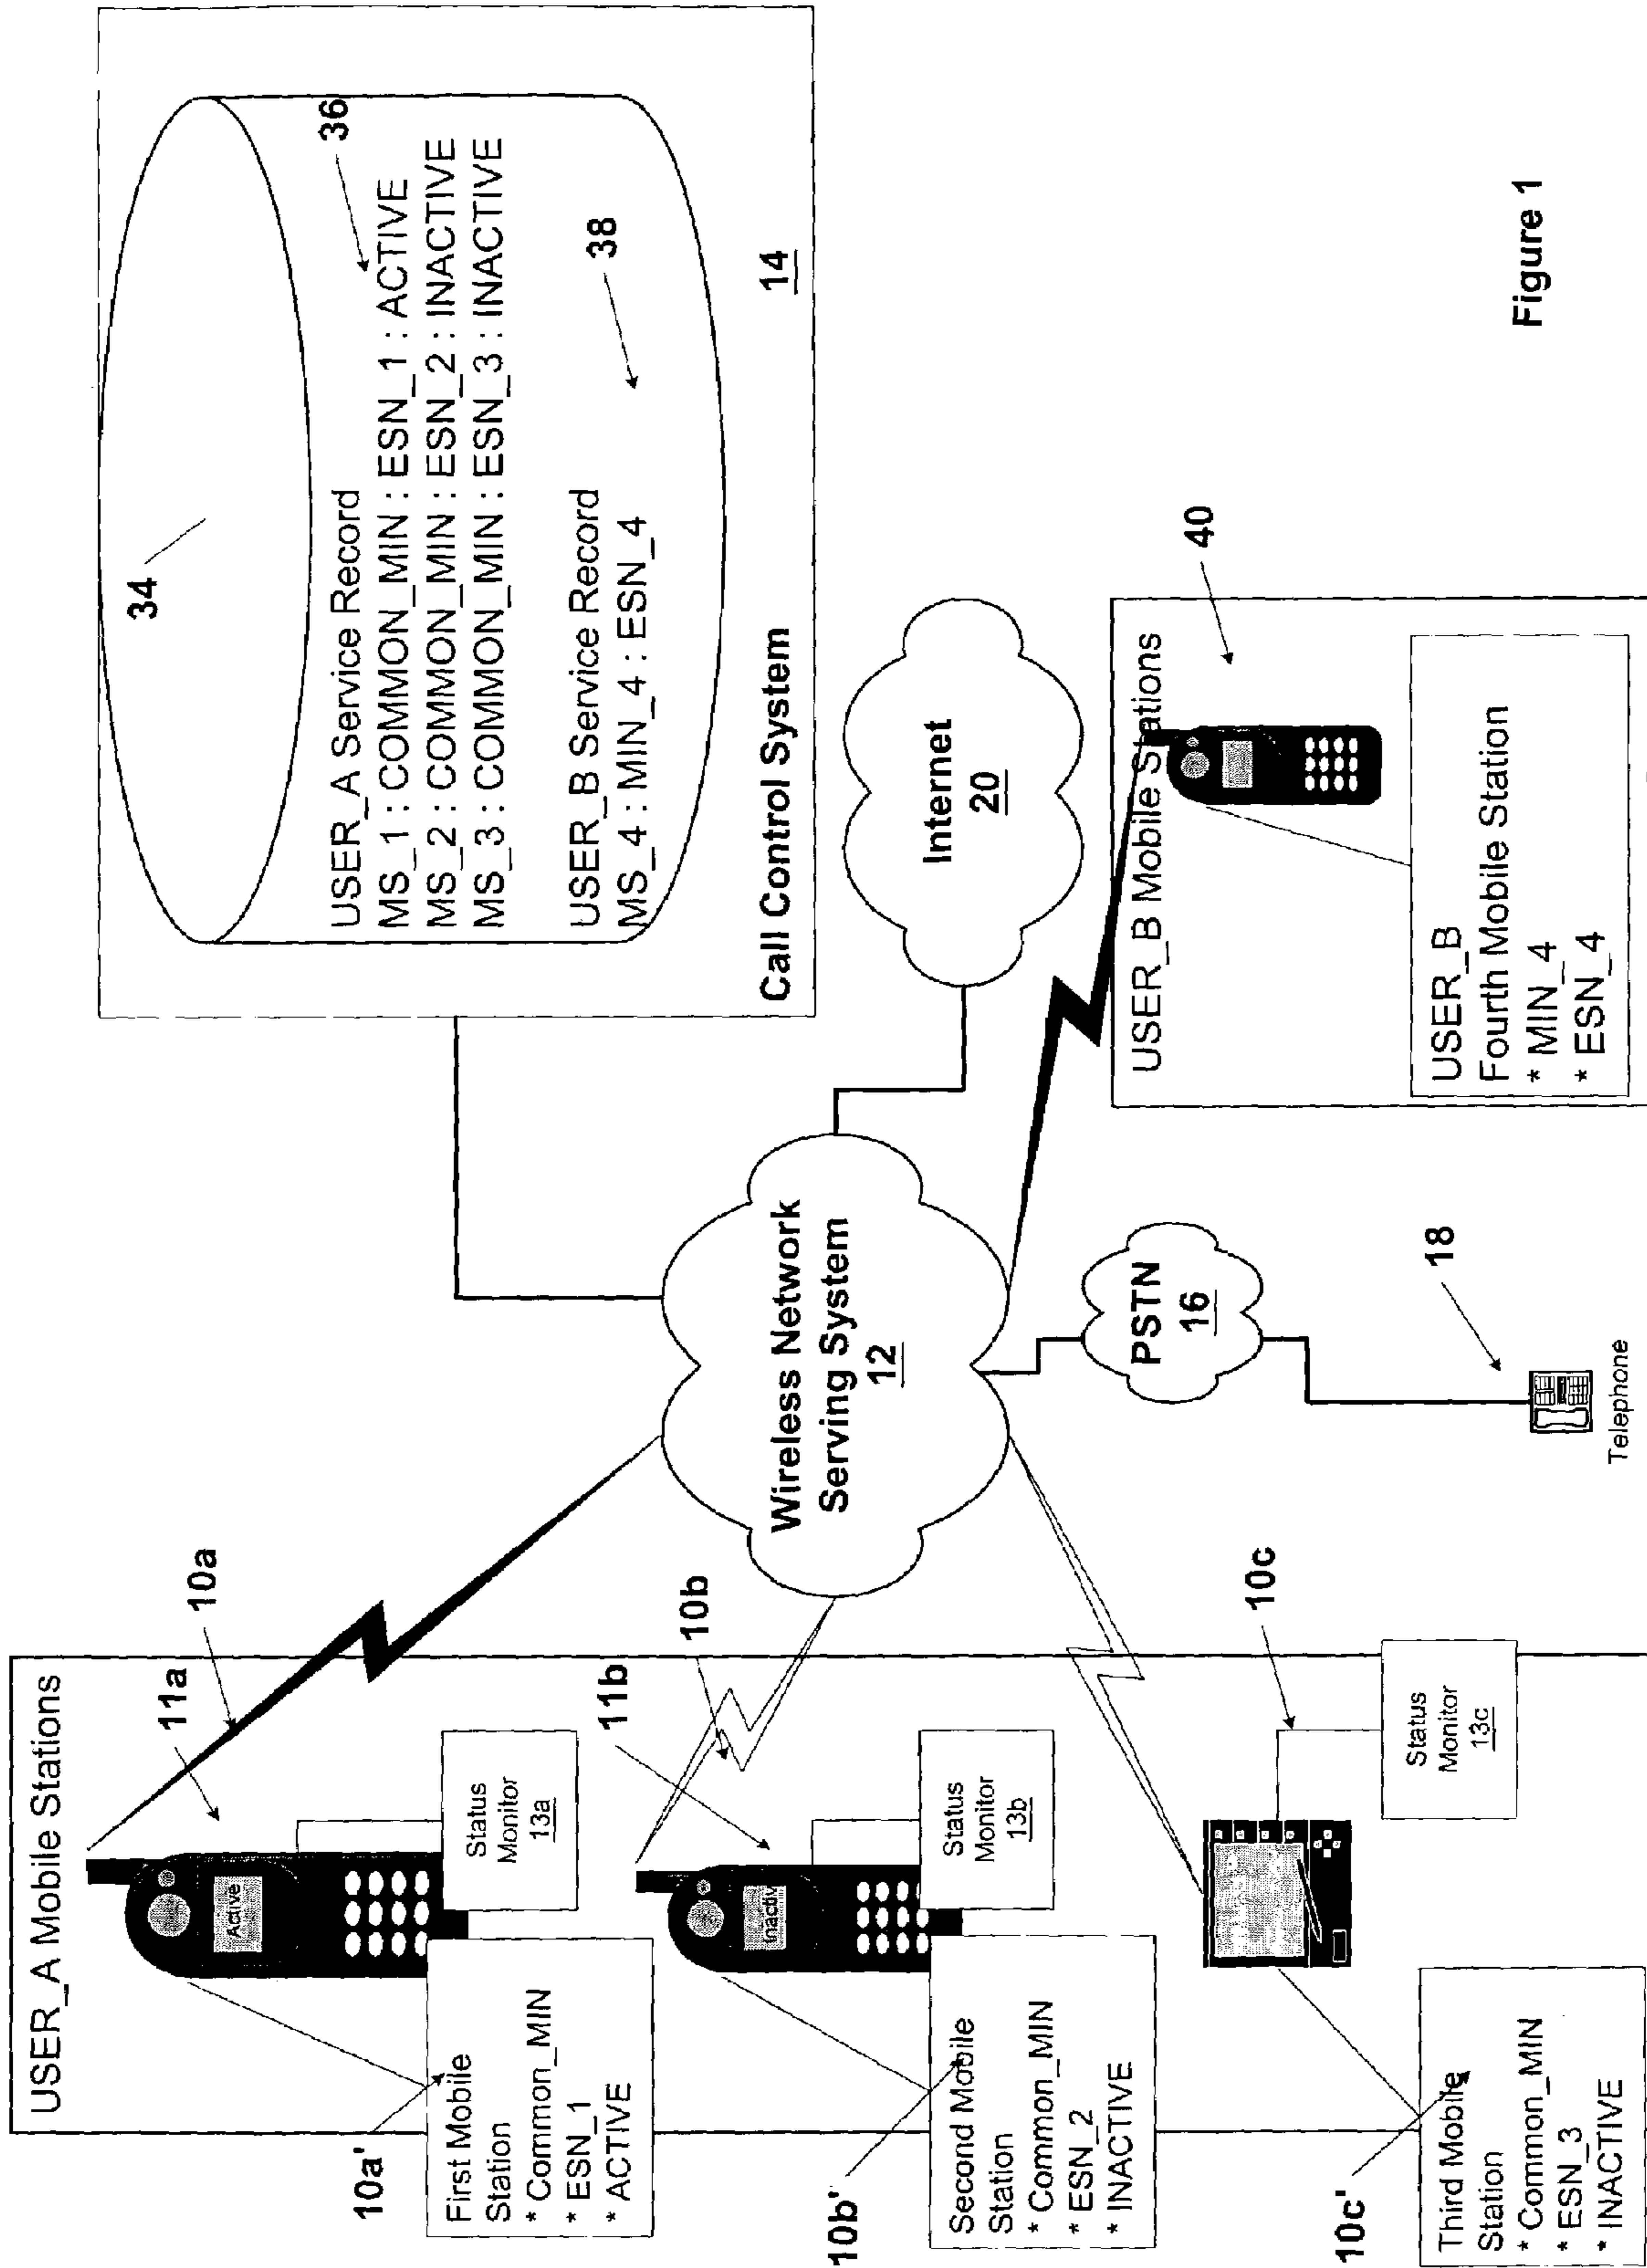 USER_A Mobile Stations
11a
10a
Active
Status
Monitor
13a
10a'
First Mobile
Station
* Common_MIN
* ESN_1
* ACTIVE
11b
10b
Inactiv
Status
Monitor
13b
10b'
Second Mobile
Station
* Common_MIN
* ESN_2
* INACTIVE
10c
Status
Monitor
13c
10c'
Third Mobile
Station
* Common_MIN
* ESN_3
* INACTIVE
Wireless Network
Serving System
12
PSTN
16
18
Telephone
34
36
USER_A Service Record
MS_1 : COMMON_MIN : ESN_1 : ACTIVE
MS_2 : COMMON_MIN : ESN_2 : INACTIVE
MS_3 : COMMON_MIN : ESN_3 : INACTIVE
38
USER_B Service Record
MS_4 : MIN_4 : ESN_4
Call Control System
14
Internet
20
USER_B Mobile Stations
40
USER_B
Fourth Mobile Station
* MIN_4
* ESN_4
Figure 1